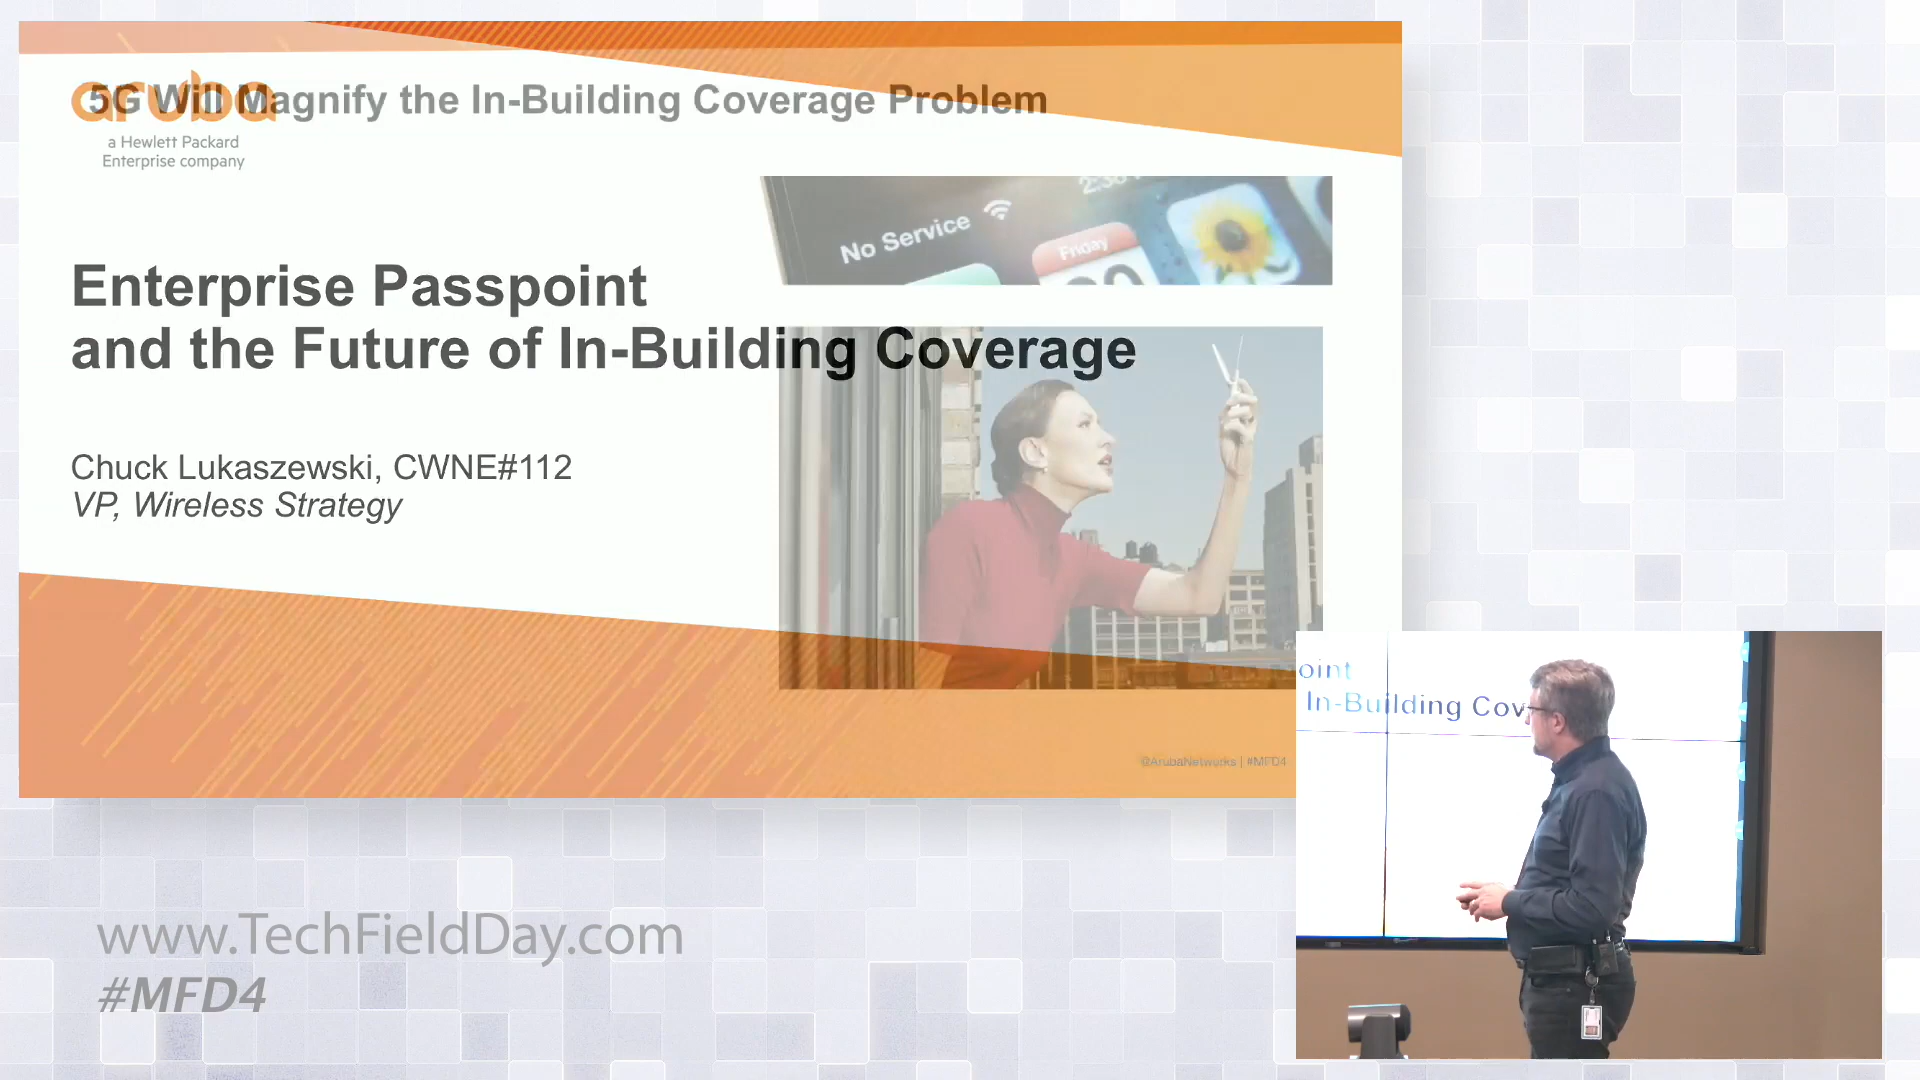 5G Will Magnify the In-Building Coverage Problem
aruba
a Hewlett Packard
Enterprise company
No Service
Friday
Enterprise Passpoint
and the Future of In-Building Coverage
Chuck Lukaszewski, CWNE#112
VP, Wireless Strategy
@ArubaNetworks | #MFD4
oint
In-Building Cov
www.TechFieldDay.com
#MFD4